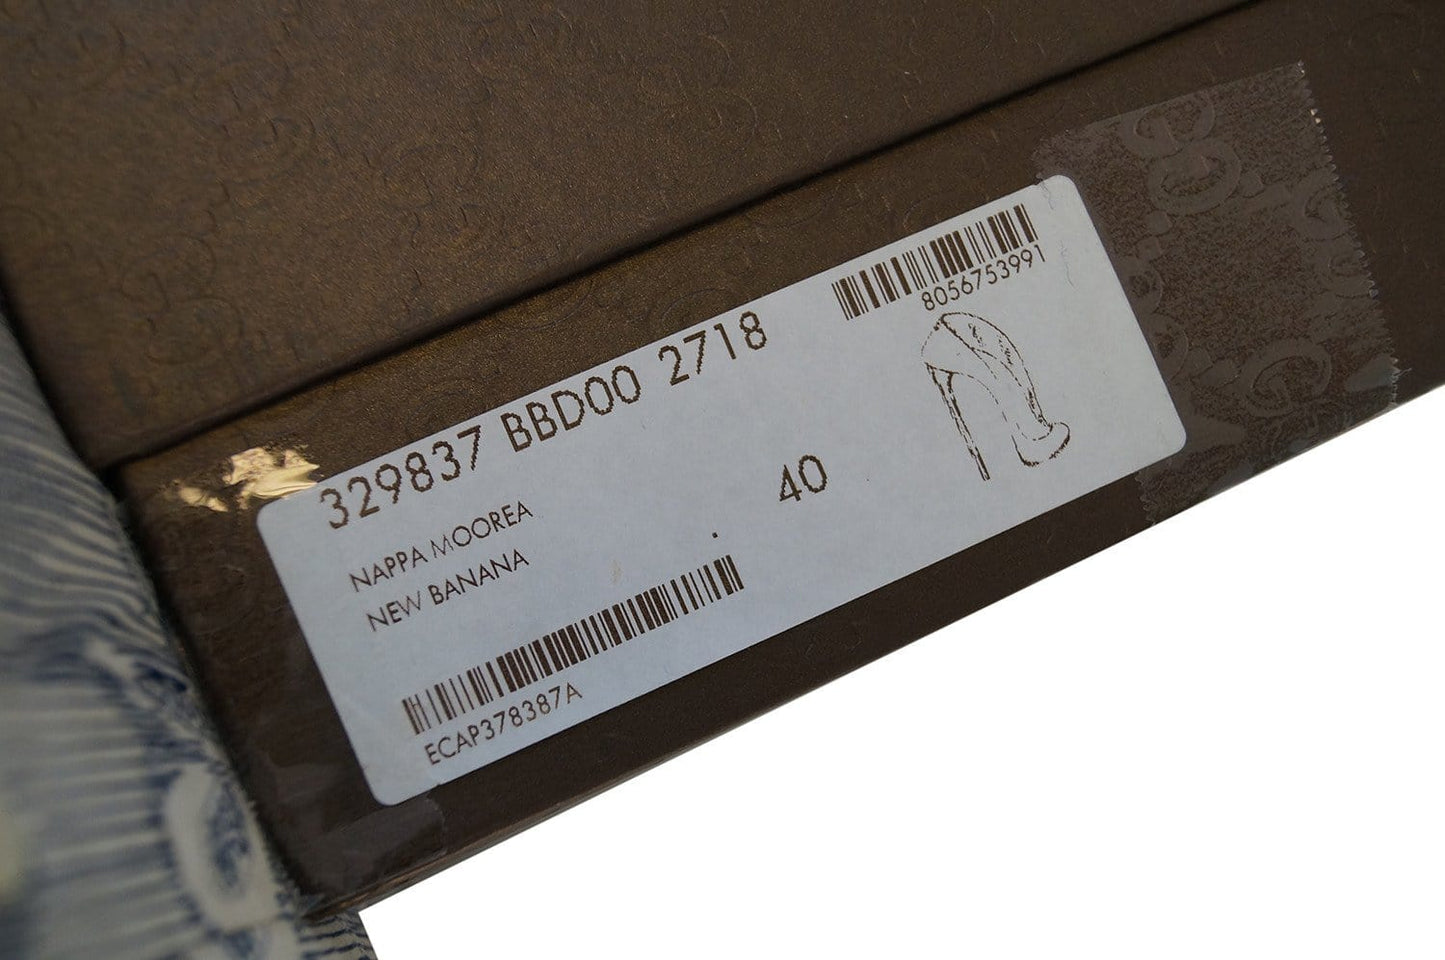 8056753991
329837 BBD00 2718
NAPPA MOOREA
NEW BANANA
40
ECAP378387A